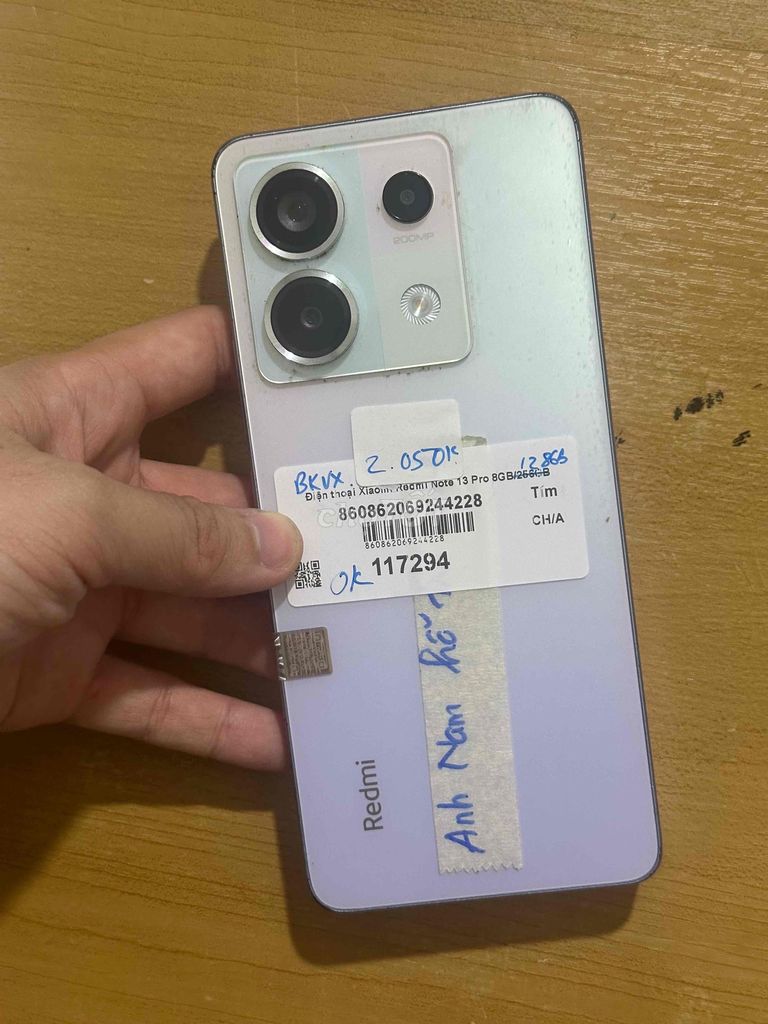 200MP
2.050K
BKVX
128GB
Điện thoại Xiaomi Redmi Note 13 Pro 8GB/256GB
860862069244228
Tím
860862069244228
CH/A
OK 117294
Anh Nam hỗ
Redmi